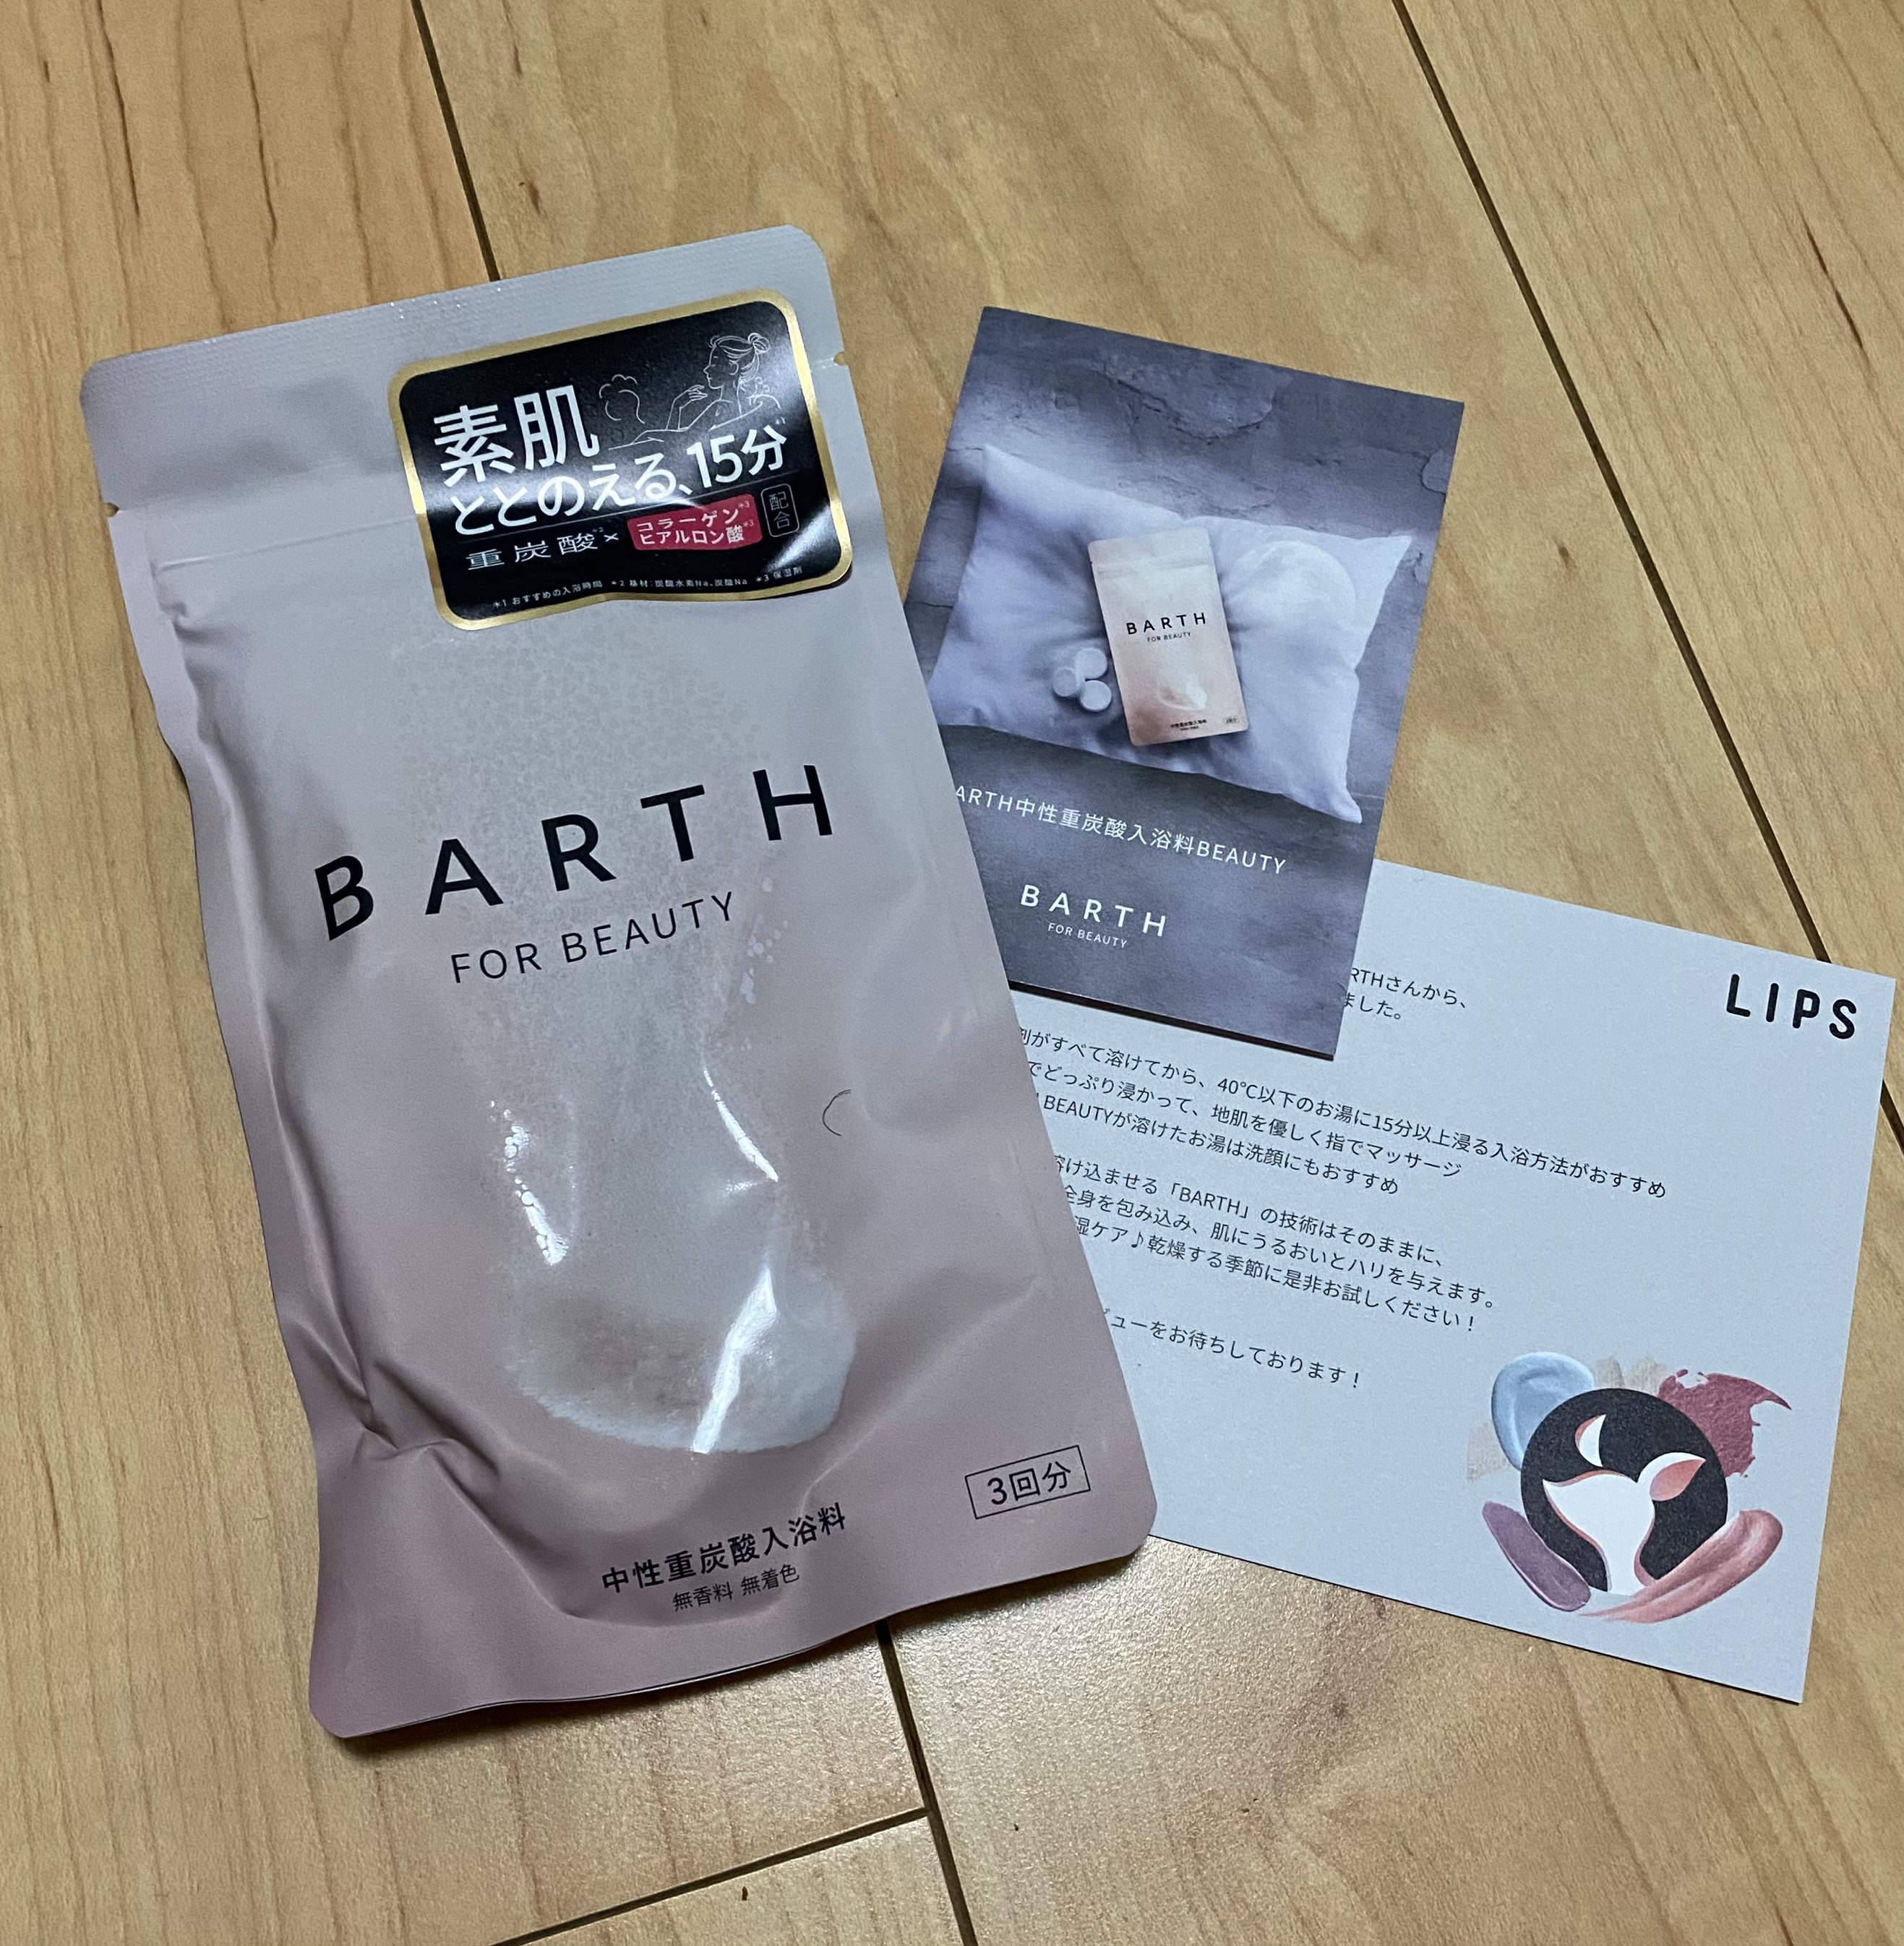 素肌
ととのえる、15分*1
重炭酸*2 × コラーゲン*3 ヒアルロン酸*3 配合
*1 おすすめの入浴時間 *2 基材:炭酸水素Na、炭酸Na *3 保湿剤
BARTH
FOR BEAUTY
3回分
中性重炭酸入浴料
無香料 無着色
BARTH
FOR BEAUTY
中性重炭酸入浴料
ARTH中性重炭酸入浴料BEAUTY
BARTH
FOR BEAUTY
LIPS
RTHさんから、
ました。
がすべて溶けてから、40℃以下のお湯に15分以上浸る入浴方法がおすすめ
でどっぷり浸かって、地肌を優しく指でマッサージ
BEAUTYが溶けたお湯は洗顔にもおすすめ
溶け込ませる「BARTH」の技術はそのままに、
全身を包み込み、肌にうるおいとハリを与えます。
湿ケア♪乾燥する季節に是非お試しください！
ューをお待ちしております！